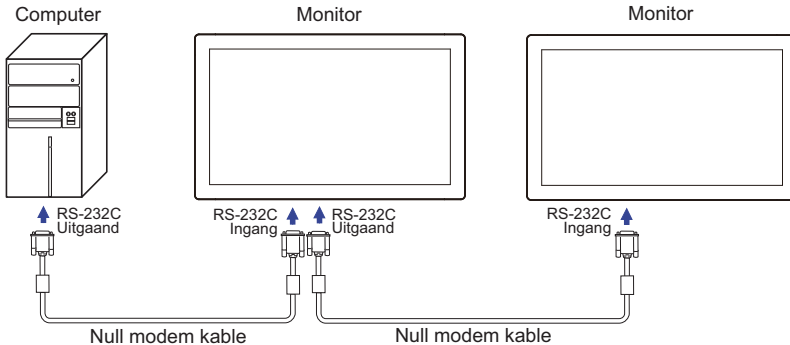 Computer
Monitor
Monitor
RS-232C
Uitgaand
RS-232C
Ingang
RS-232C
Uitgaand
RS-232C
Ingang
Null modem kable
Null modem kable